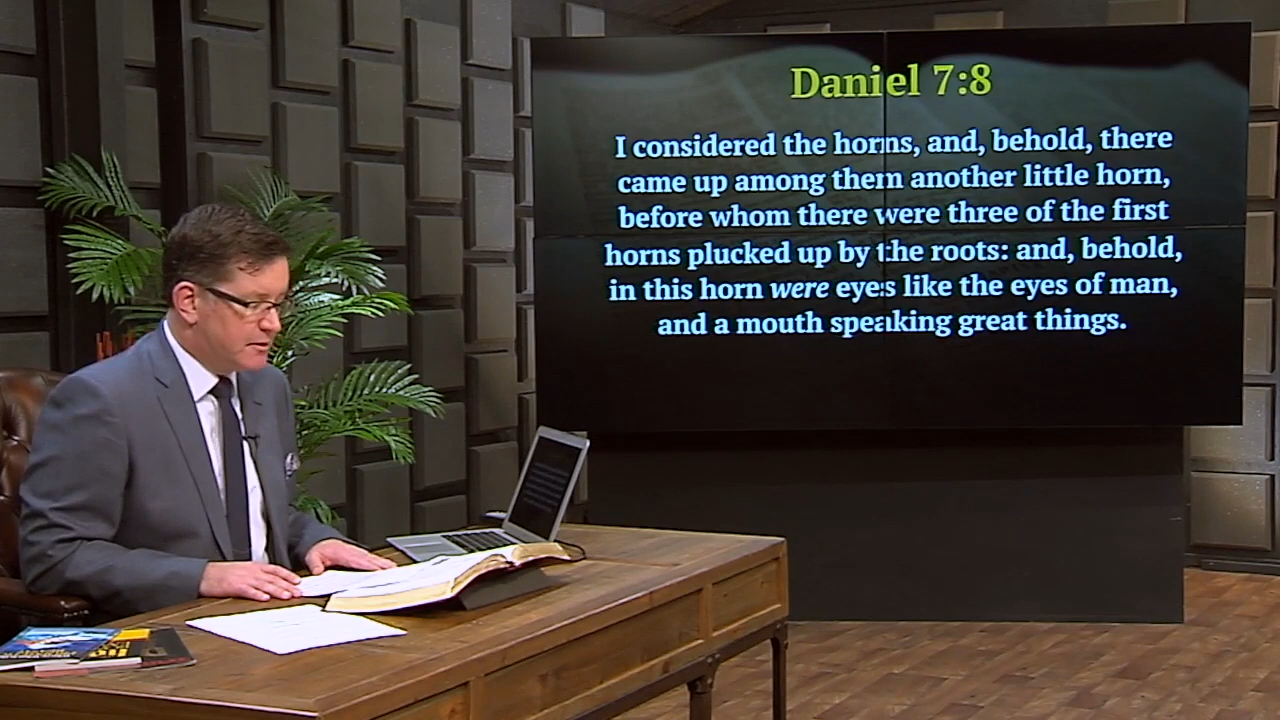 Daniel 7:8
I considered the horns, and, behold, there
came up among them another little horn,
before whom there were three of the first
horns plucked up by the roots: and, behold,
in this horn were eyes like the eyes of man,
and a mouth speaking great things.